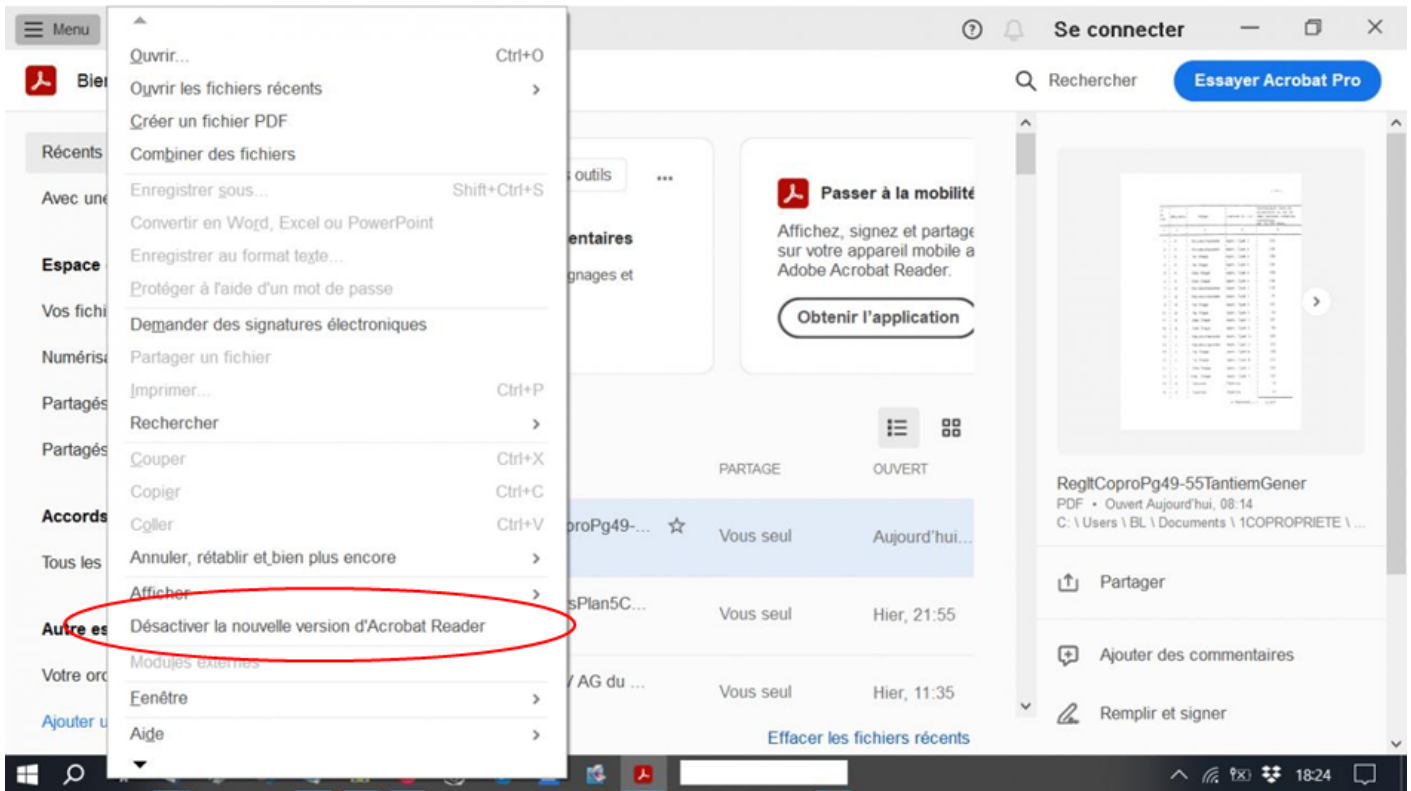 Menu
Se connecter
Bie
Rechercher
Essayer Acrobat Pro
Ouvrir... Ctrl+O
Ouvrir les fichiers récents
Créer un fichier PDF
Combiner des fichiers
Enregistrer sous... Shift+Ctrl+S
Convertir en Word, Excel ou PowerPoint
Enregistrer au format texte...
Protéger à l'aide d'un mot de passe
Demander des signatures électroniques
Partager un fichier
Imprimer... Ctrl+P
Rechercher
Couper Ctrl+X
Copier Ctrl+C
Coller Ctrl+V
Annuler, rétablir et bien plus encore
Afficher
Désactiver la nouvelle version d'Acrobat Reader
Modules externes
Fenêtre
Aide
Récents
Avec une
Espace
Vos fichi
Numérisa
Partagés
Partagés
Accords
Tous les
Autre es
Votre ord
Ajouter u
outils
entaires
gnages et
Passer à la mobilité
Affichez, signez et partage
sur votre appareil mobile a
Adobe Acrobat Reader.
Obtenir l'application
PARTAGE OUVERT
oproPg49-... Vous seul Aujourd'hui...
sPlan5C... Vous seul Hier, 21:55
AG du ... Vous seul Hier, 11:35
Effacer les fichiers récents
RegltCoproPg49-55TantiemGener
PDF • Ouvert Aujourd'hui, 08:14
C: \ Users \ BL \ Documents \ 1COPROPRIETE \ ...
Partager
Ajouter des commentaires
Remplir et signer
18:24